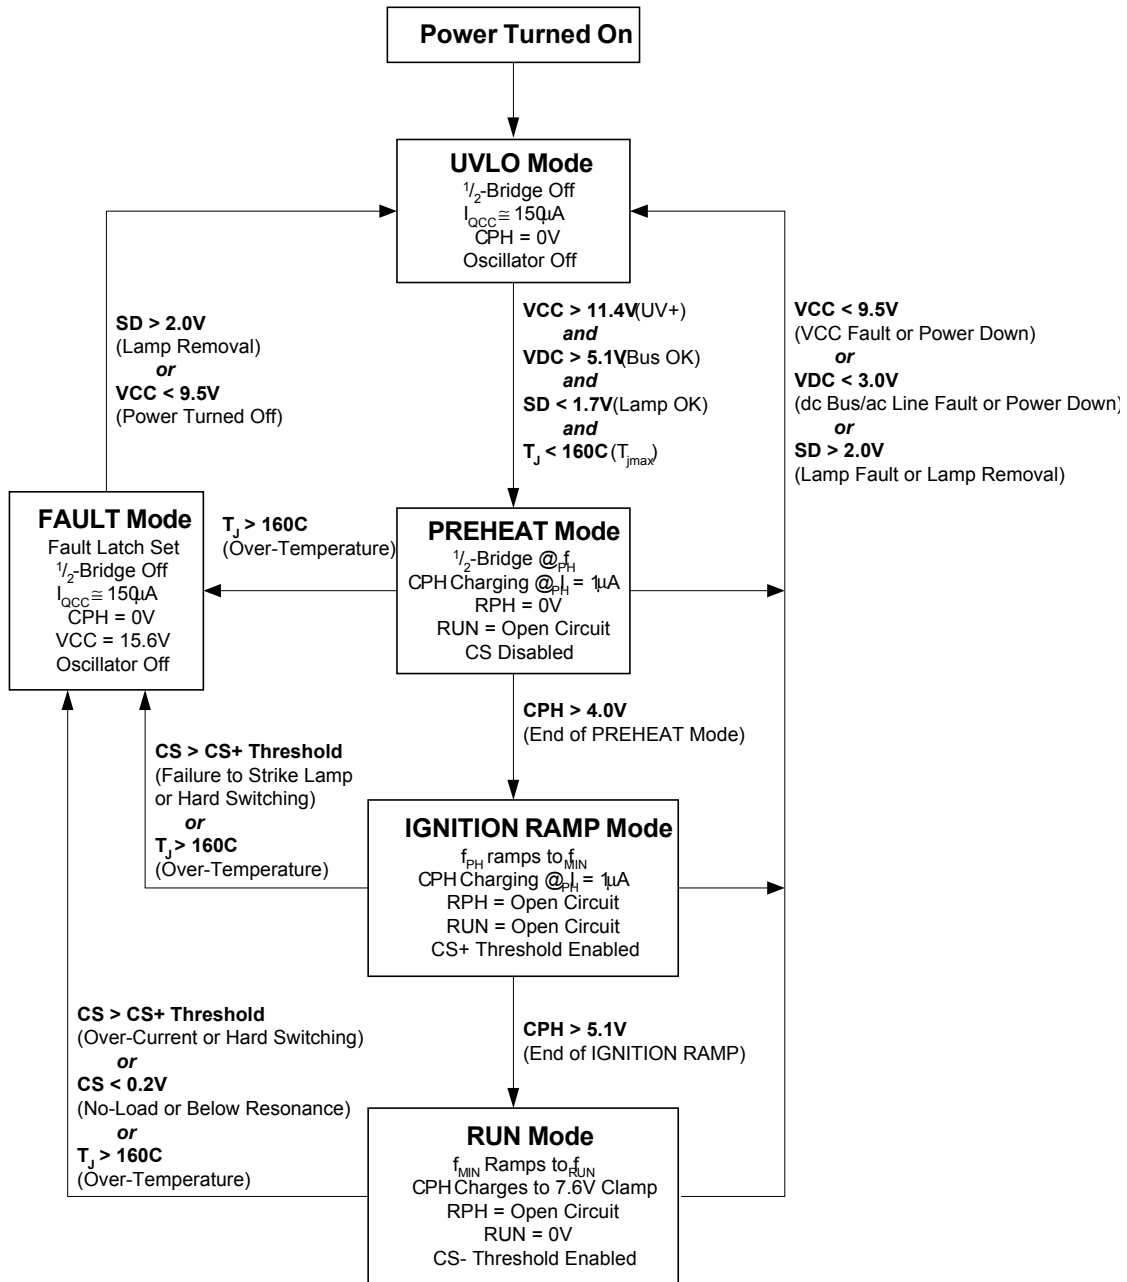 Power Turned On
UVLO Mode
1/2-Bridge Off
IQCC ≅ 150µA
CPH = 0V
Oscillator Off
SD > 2.0V
(Lamp Removal)
or
VCC < 9.5V
(Power Turned Off)
VCC > 11.4V(UV+)
and
VDC > 5.1V(Bus OK)
and
SD < 1.7V(Lamp OK)
and
TJ < 160C (Tjmax)
VCC < 9.5V
(VCC Fault or Power Down)
or
VDC < 3.0V
(dc Bus/ac Line Fault or Power Down)
or
SD > 2.0V
(Lamp Fault or Lamp Removal)
FAULT Mode
Fault Latch Set
1/2-Bridge Off
IQCC ≅ 150µA
CPH = 0V
VCC = 15.6V
Oscillator Off
TJ > 160C
(Over-Temperature)
PREHEAT Mode
1/2-Bridge @ fPH
CPH Charging @ IPH = 1µA
RPH = 0V
RUN = Open Circuit
CS Disabled
CPH > 4.0V
(End of PREHEAT Mode)
CS > CS+ Threshold
(Failure to Strike Lamp
or Hard Switching)
or
TJ > 160C
(Over-Temperature)
IGNITION RAMP Mode
fPH ramps to fMIN
CPH Charging @ IPH = 1µA
RPH = Open Circuit
RUN = Open Circuit
CS+ Threshold Enabled
CPH > 5.1V
(End of IGNITION RAMP)
CS > CS+ Threshold
(Over-Current or Hard Switching)
or
CS < 0.2V
(No-Load or Below Resonance)
or
TJ > 160C
(Over-Temperature)
RUN Mode
fMIN Ramps to fRUN
CPH Charges to 7.6V Clamp
RPH = Open Circuit
RUN = 0V
CS- Threshold Enabled